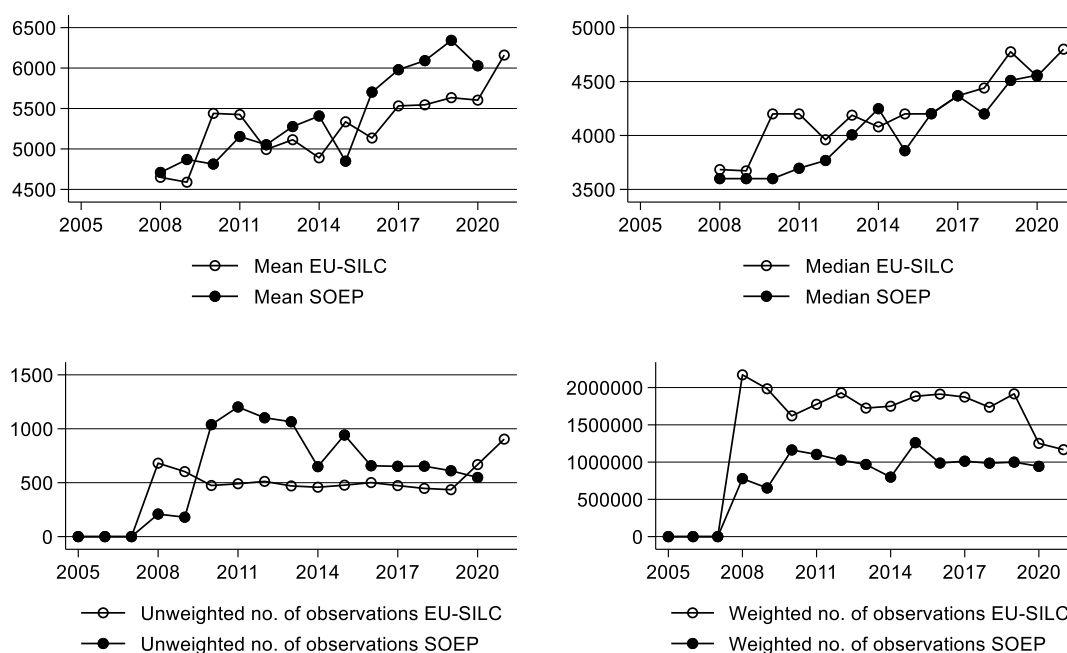 6500
6000
5500
5000
4500
2005 2008 2011 2014 2017 2020
Mean EU-SILC
Mean SOEP
5000
4500
4000
3500
2005 2008 2011 2014 2017 2020
Median EU-SILC
Median SOEP
1500
1000
500
0
2005 2008 2011 2014 2017 2020
Unweighted no. of observations EU-SILC
Unweighted no. of observations SOEP
2000000
1500000
1000000
500000
0
2005 2008 2011 2014 2017 2020
Weighted no. of observations EU-SILC
Weighted no. of observations SOEP